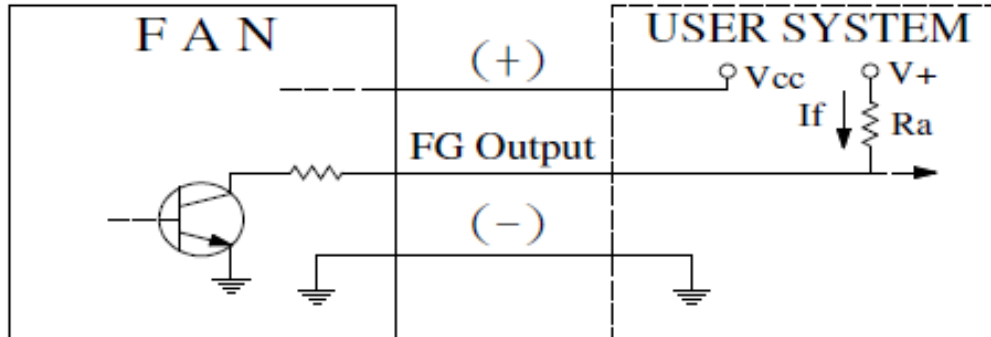 F A N
USER SYSTEM
(+)
Vcc
V+
If
Ra
FG Output
(-)